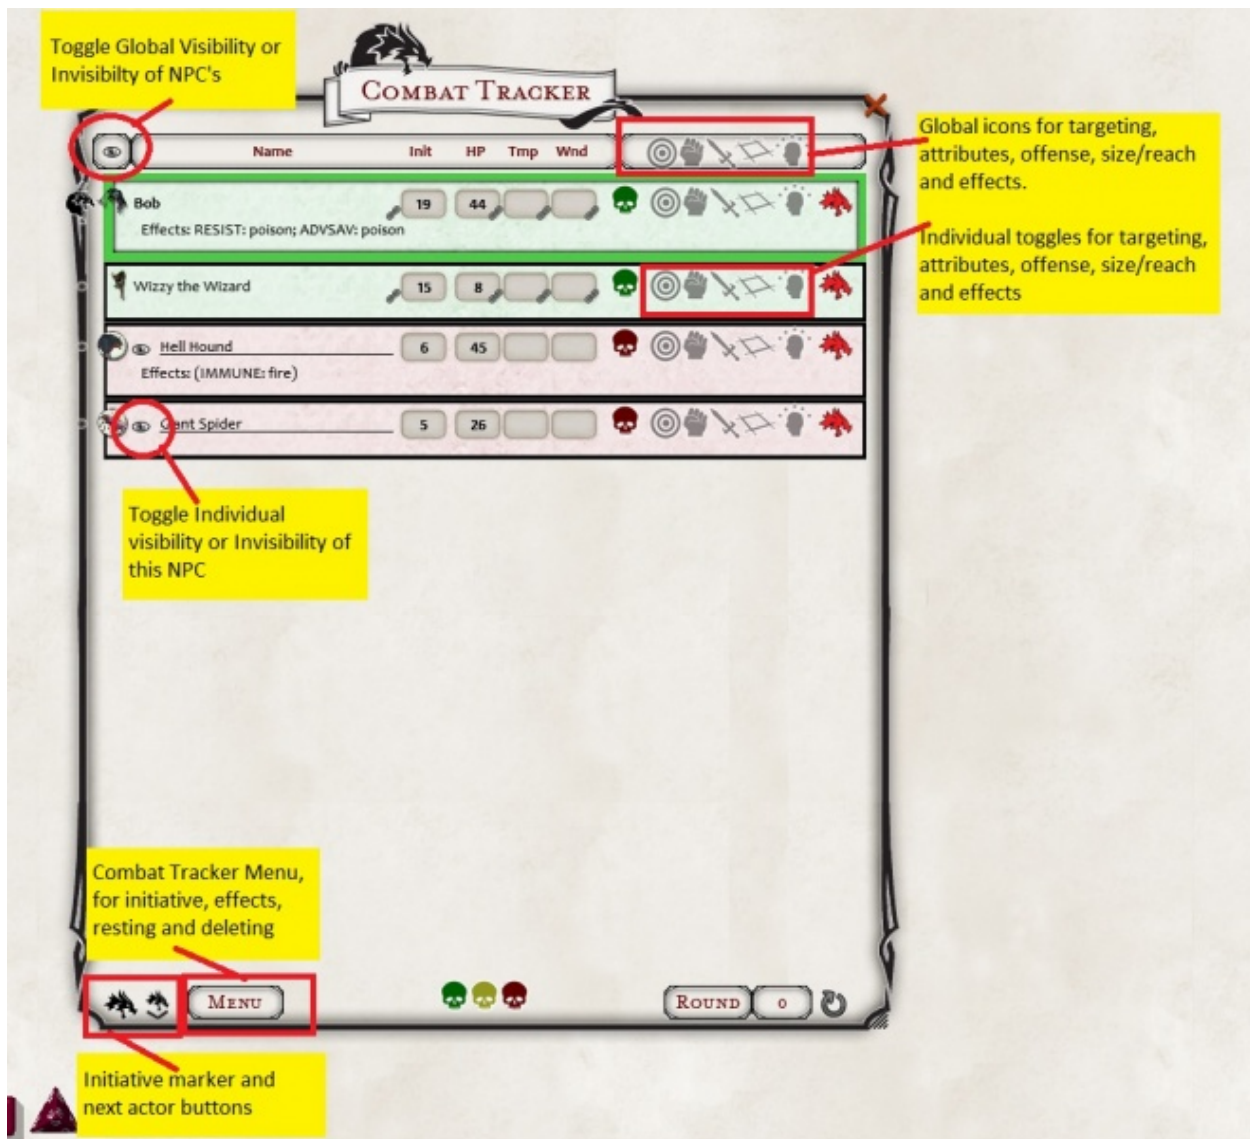 Toggle Global Visibility or
Invisibilty of NPC's
COMBAT TRACKER
Global icons for targeting,
attributes, offense, size/reach
and effects.
Name Init HP Tmp Wnd
Bob 19 44
Effects: RESIST: poison; ADVSAV: poison
Individual toggles for targeting,
attributes, offense, size/reach
and effects
Wizzy the Wizard 15 8
Hell Hound 6 45
Effects: (IMMUNE: fire)
Giant Spider 5 26
Toggle Individual
visibility or Invisibility of
this NPC
Combat Tracker Menu,
for initiative, effects,
resting and deleting
MENU
ROUND 0
Initiative marker and
next actor buttons